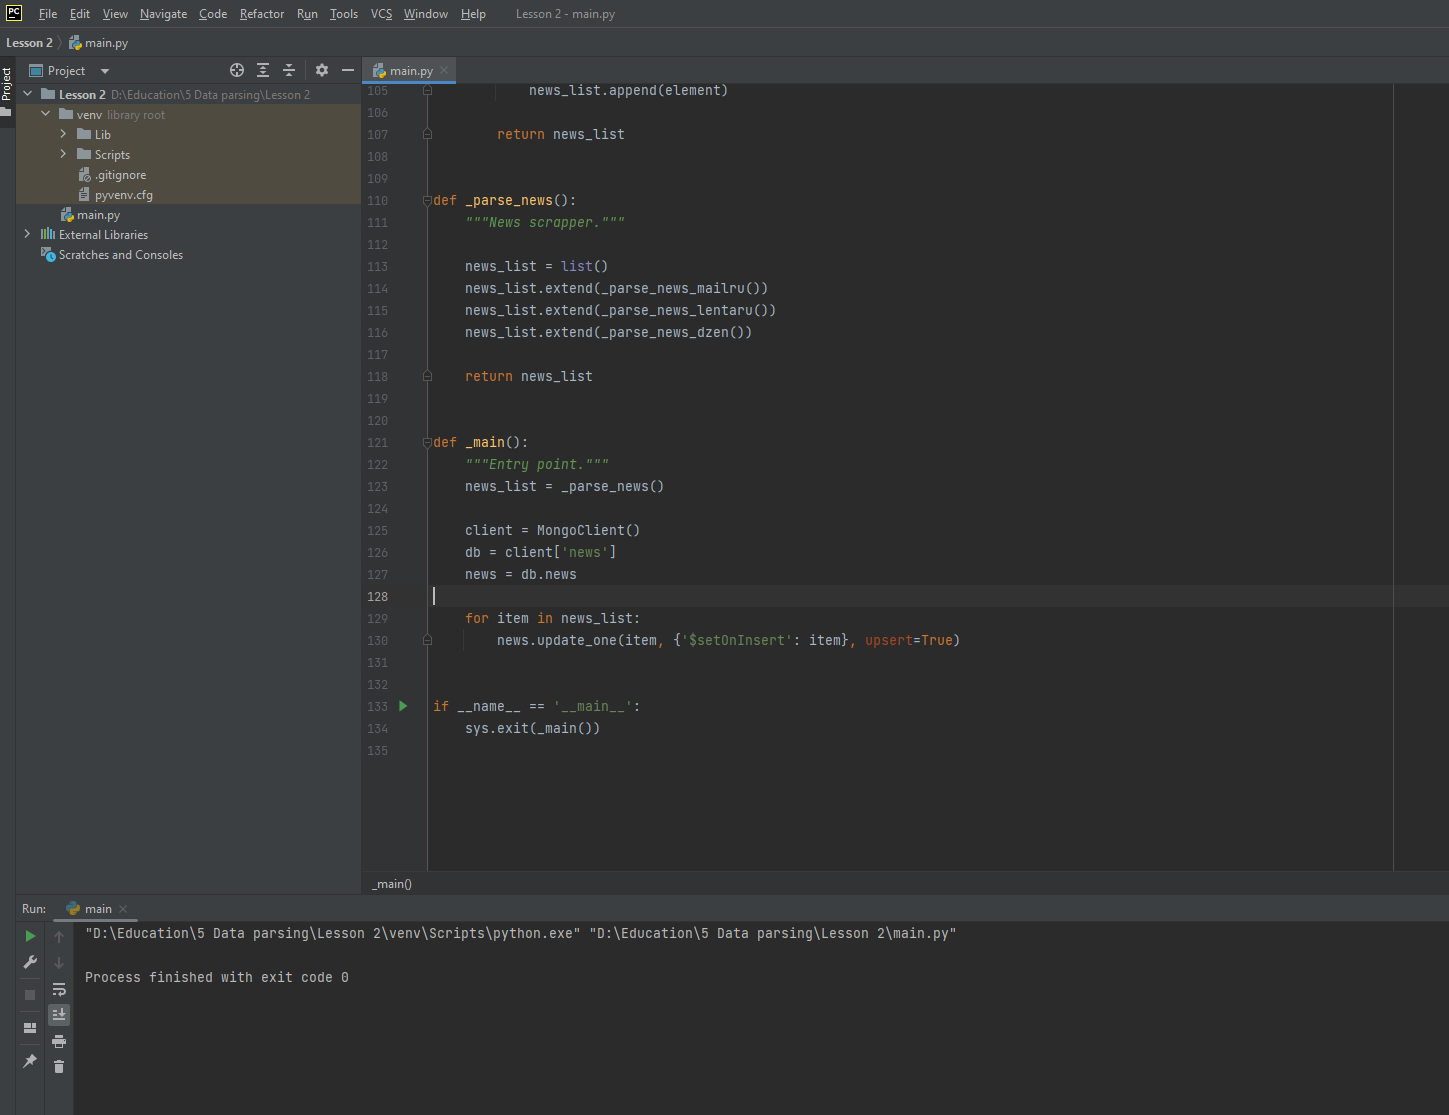 PC File Edit View Navigate Code Refactor Run Tools VCS Window Help Lesson 2 - main.py
Lesson 2 main.py
Project
Project
main.py
Lesson 2 D:\Education\5 Data parsing\Lesson 2
venv library root
Lib
Scripts
.gitignore
pyvenv.cfg
main.py
External Libraries
Scratches and Consoles
105 news_list.append(element)
106
107 return news_list
108
109
110 def _parse_news():
111 """News scrapper."""
112
113 news_list = list()
114 news_list.extend(_parse_news_mailru())
115 news_list.extend(_parse_news_lentaru())
116 news_list.extend(_parse_news_dzen())
117
118 return news_list
119
120
121 def _main():
122 """Entry point."""
123 news_list = _parse_news()
124
125 client = MongoClient()
126 db = client['news']
127 news = db.news
128
129 for item in news_list:
130 news.update_one(item, {'$setOnInsert': item}, upsert=True)
131
132
133 if __name__ == '__main__':
134 sys.exit(_main())
135
_main()
Run: main
"D:\Education\5 Data parsing\Lesson 2\venv\Scripts\python.exe" "D:\Education\5 Data parsing\Lesson 2\main.py"
Process finished with exit code 0